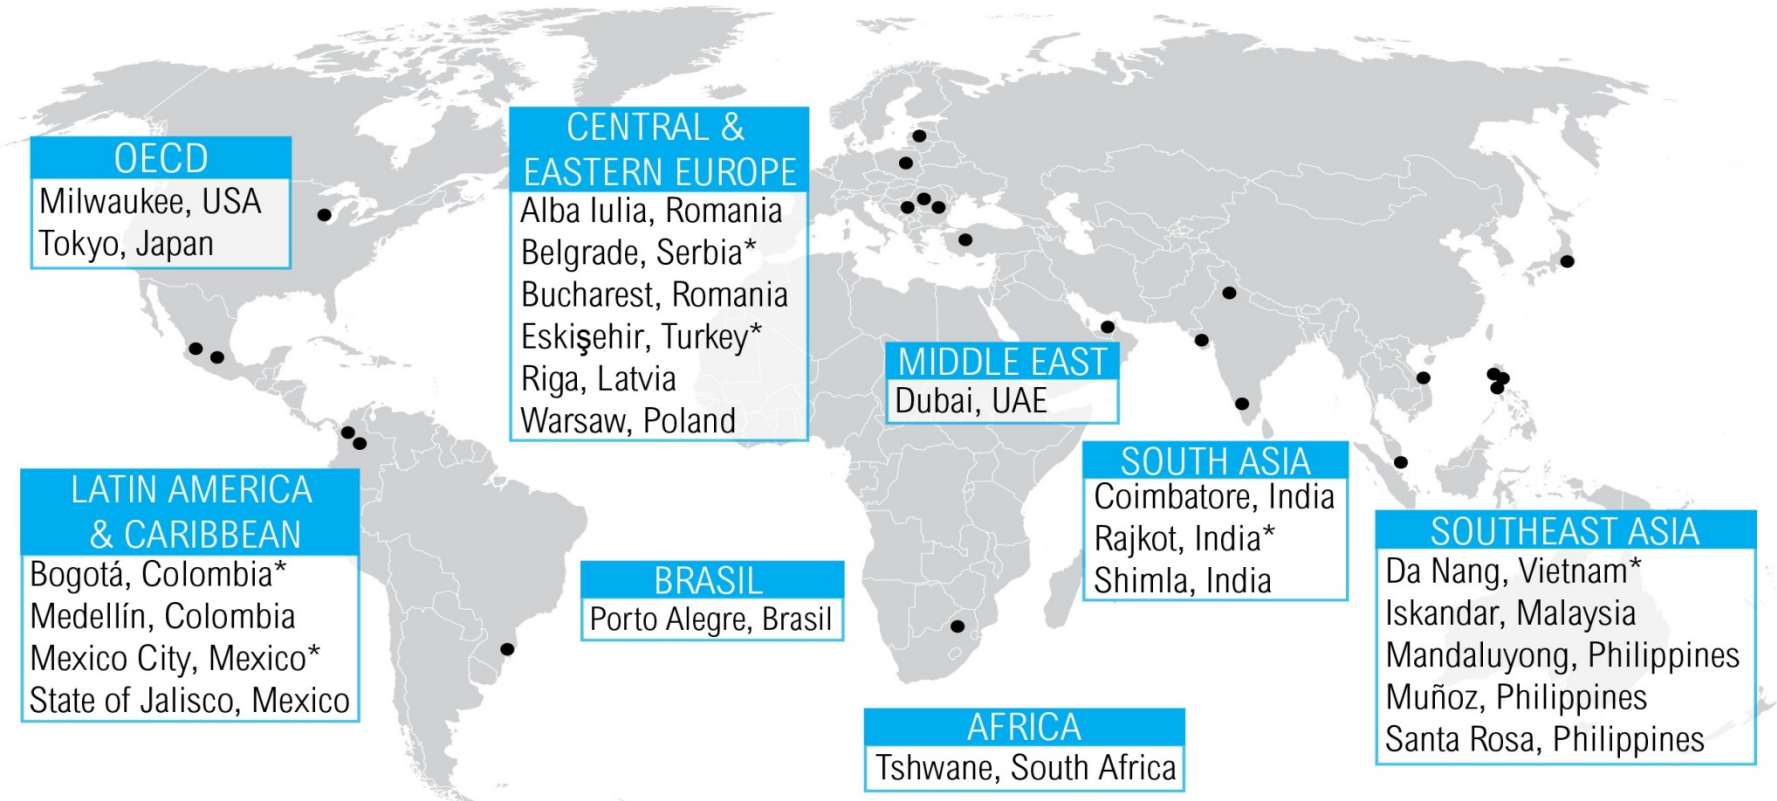 OECD
Milwaukee, USA
Tokyo, Japan
CENTRAL &
EASTERN EUROPE
Alba Iulia, Romania
Belgrade, Serbia*
Bucharest, Romania
Eskişehir, Turkey*
Riga, Latvia
Warsaw, Poland
MIDDLE EAST
Dubai, UAE
SOUTH ASIA
Coimbatore, India
Rajkot, India*
Shimla, India
LATIN AMERICA
& CARIBBEAN
Bogotá, Colombia*
Medellín, Colombia
Mexico City, Mexico*
State of Jalisco, Mexico
BRASIL
Porto Alegre, Brasil
SOUTHEAST ASIA
Da Nang, Vietnam*
Iskandar, Malaysia
Mandaluyong, Philippines
Muñoz, Philippines
Santa Rosa, Philippines
AFRICA
Tshwane, South Africa